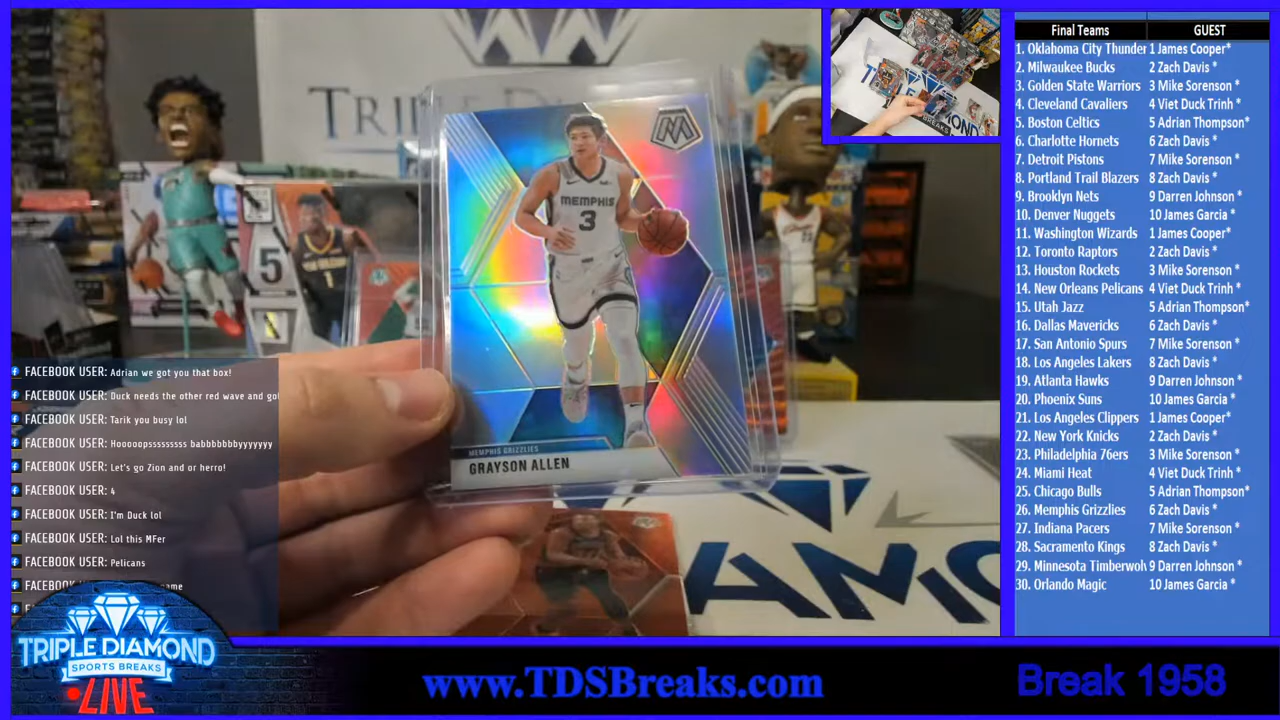 TRIPLE D
5
1
M
MEMPHIS
3
MEMPHIS GRIZZLIES
GRAYSON ALLEN
DIAMOND
BREAKS
AMO
FACEBOOK USER: Adrian we got you that box!
FACEBOOK USER: Duck needs the other red wave and go
FACEBOOK USER: Tarik you busy lol
FACEBOOK USER: Hooooopsssssssss babbbbbbbyyyyyyy
FACEBOOK USER: Let's go Zion and or herro!
FACEBOOK USER: 4
FACEBOOK USER: I'm Duck lol
FACEBOOK USER: Lol this MFer
FACEBOOK USER: Pelicans
FACEBOOK
TRIPLE DIAMOND
SPORTS BREAKS
LIVE
www.TDSBreaks.com
Break 1958
Final Teams GUEST
1. Oklahoma City Thunder 1 James Cooper*
2. Milwaukee Bucks 2 Zach Davis *
3. Golden State Warriors 3 Mike Sorenson *
4. Cleveland Cavaliers 4 Viet Duck Trinh *
5. Boston Celtics 5 Adrian Thompson*
6. Charlotte Hornets 6 Zach Davis *
7. Detroit Pistons 7 Mike Sorenson *
8. Portland Trail Blazers 8 Zach Davis *
9. Brooklyn Nets 9 Darren Johnson *
10. Denver Nuggets 10 James Garcia *
11. Washington Wizards 1 James Cooper*
12. Toronto Raptors 2 Zach Davis *
13. Houston Rockets 3 Mike Sorenson *
14. New Orleans Pelicans 4 Viet Duck Trinh *
15. Utah Jazz 5 Adrian Thompson*
16. Dallas Mavericks 6 Zach Davis *
17. San Antonio Spurs 7 Mike Sorenson *
18. Los Angeles Lakers 8 Zach Davis *
19. Atlanta Hawks 9 Darren Johnson *
20. Phoenix Suns 10 James Garcia *
21. Los Angeles Clippers 1 James Cooper*
22. New York Knicks 2 Zach Davis *
23. Philadelphia 76ers 3 Mike Sorenson *
24. Miami Heat 4 Viet Duck Trinh *
25. Chicago Bulls 5 Adrian Thompson*
26. Memphis Grizzlies 6 Zach Davis *
27. Indiana Pacers 7 Mike Sorenson *
28. Sacramento Kings 8 Zach Davis *
29. Minnesota Timberwol 9 Darren Johnson *
30. Orlando Magic 10 James Garcia *